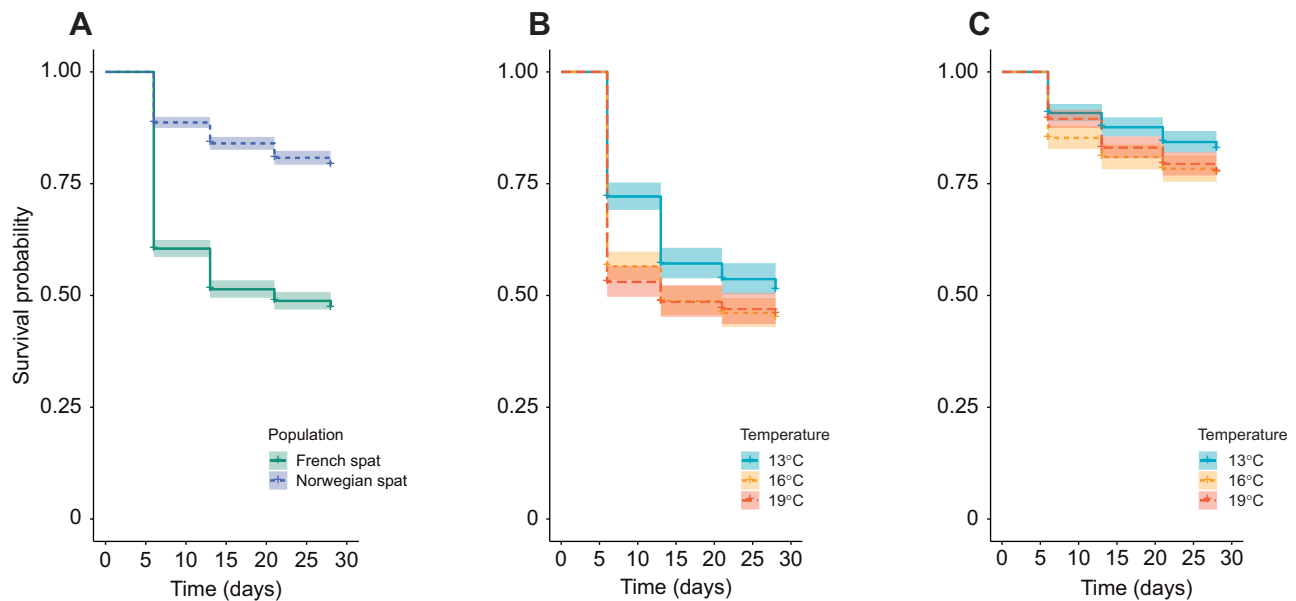 A
B
C
Survival probability
1.00
0.75
0.50
0.25
0
Population
French spat
Norwegian spat
0 5 10 15 20 25 30
Time (days)
1.00
0.75
0.50
0.25
0
Temperature
13°C
16°C
19°C
0 5 10 15 20 25 30
Time (days)
1.00
0.75
0.50
0.25
0
Temperature
13°C
16°C
19°C
0 5 10 15 20 25 30
Time (days)